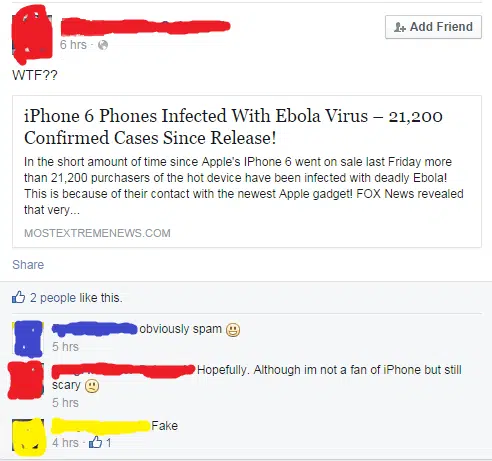 Add Friend
6 hrs ·
WTF??
iPhone 6 Phones Infected With Ebola Virus – 21,200
Confirmed Cases Since Release!
In the short amount of time since Apple's IPhone 6 went on sale last Friday more
than 21,200 purchasers of the hot device have been infected with deadly Ebola!
This is because of their contact with the newest Apple gadget! FOX News revealed
that very...
MOSTEXTREMENEWS.COM
Share
2 people like this.
obviously spam
5 hrs
Hopefully. Although im not a fan of iPhone but still
scary
5 hrs
Fake
4 hrs · 1